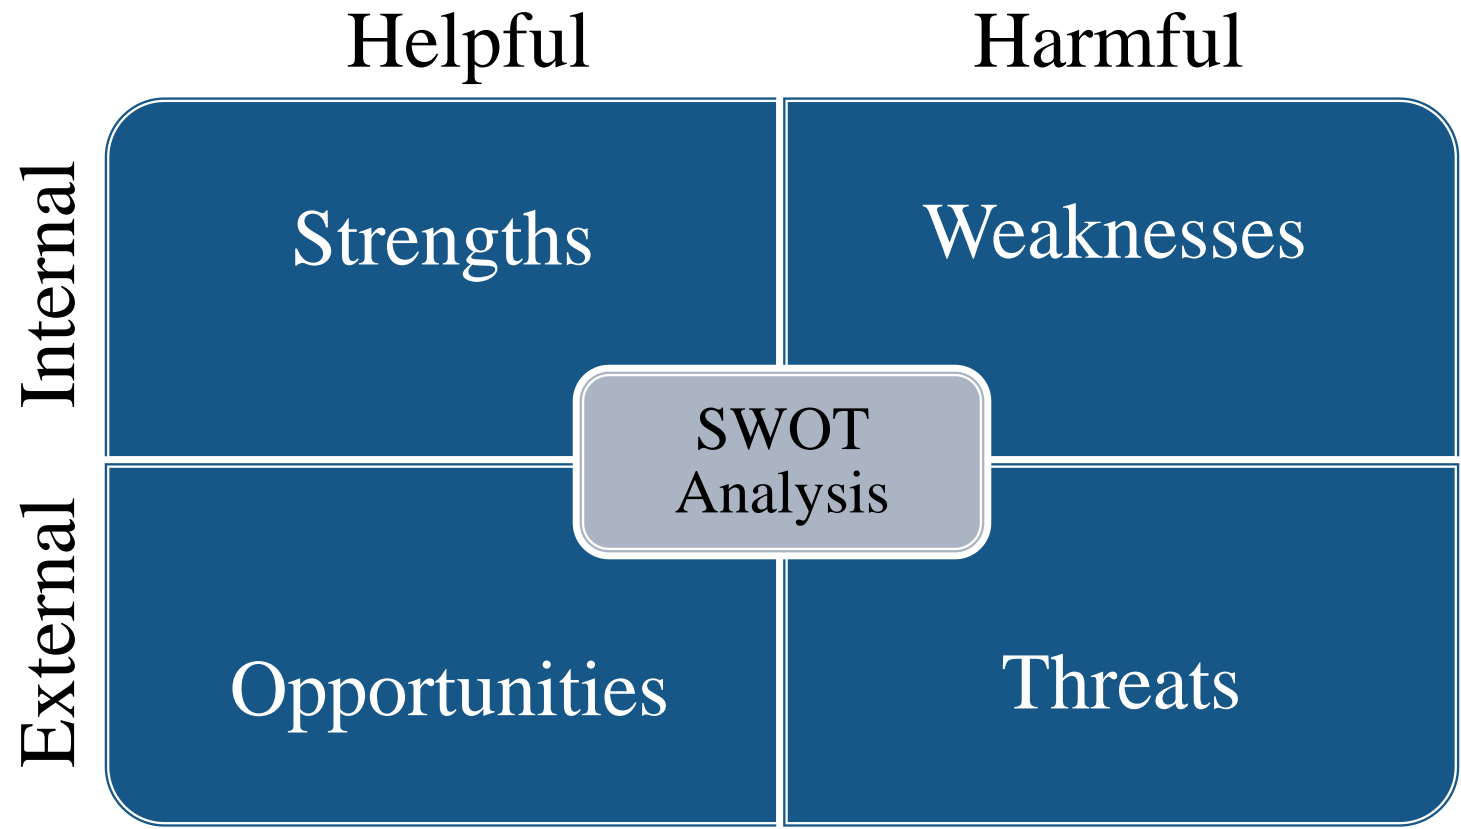 Helpful
Harmful
Internal
Strengths
Weaknesses
SWOT
Analysis
External
Opportunities
Threats